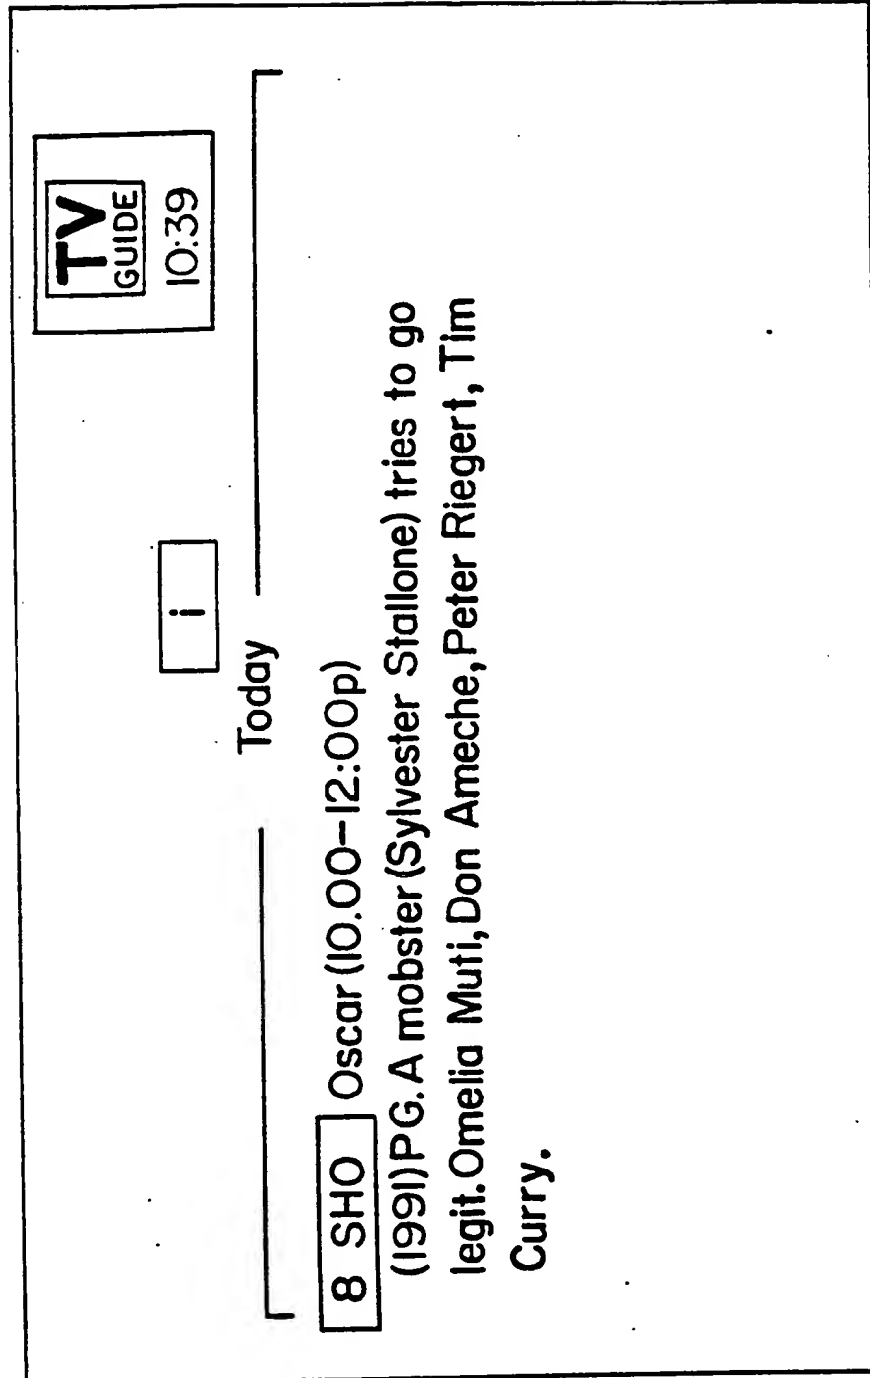 TV
GUIDE
10:39
i
Today
8 SHO Oscar (10.00-12:00p)
(1991) PG. A mobster (Sylvester Stallone) tries to go
legit. Omelia Muti, Don Ameche, Peter Riegert, Tim
Curry.